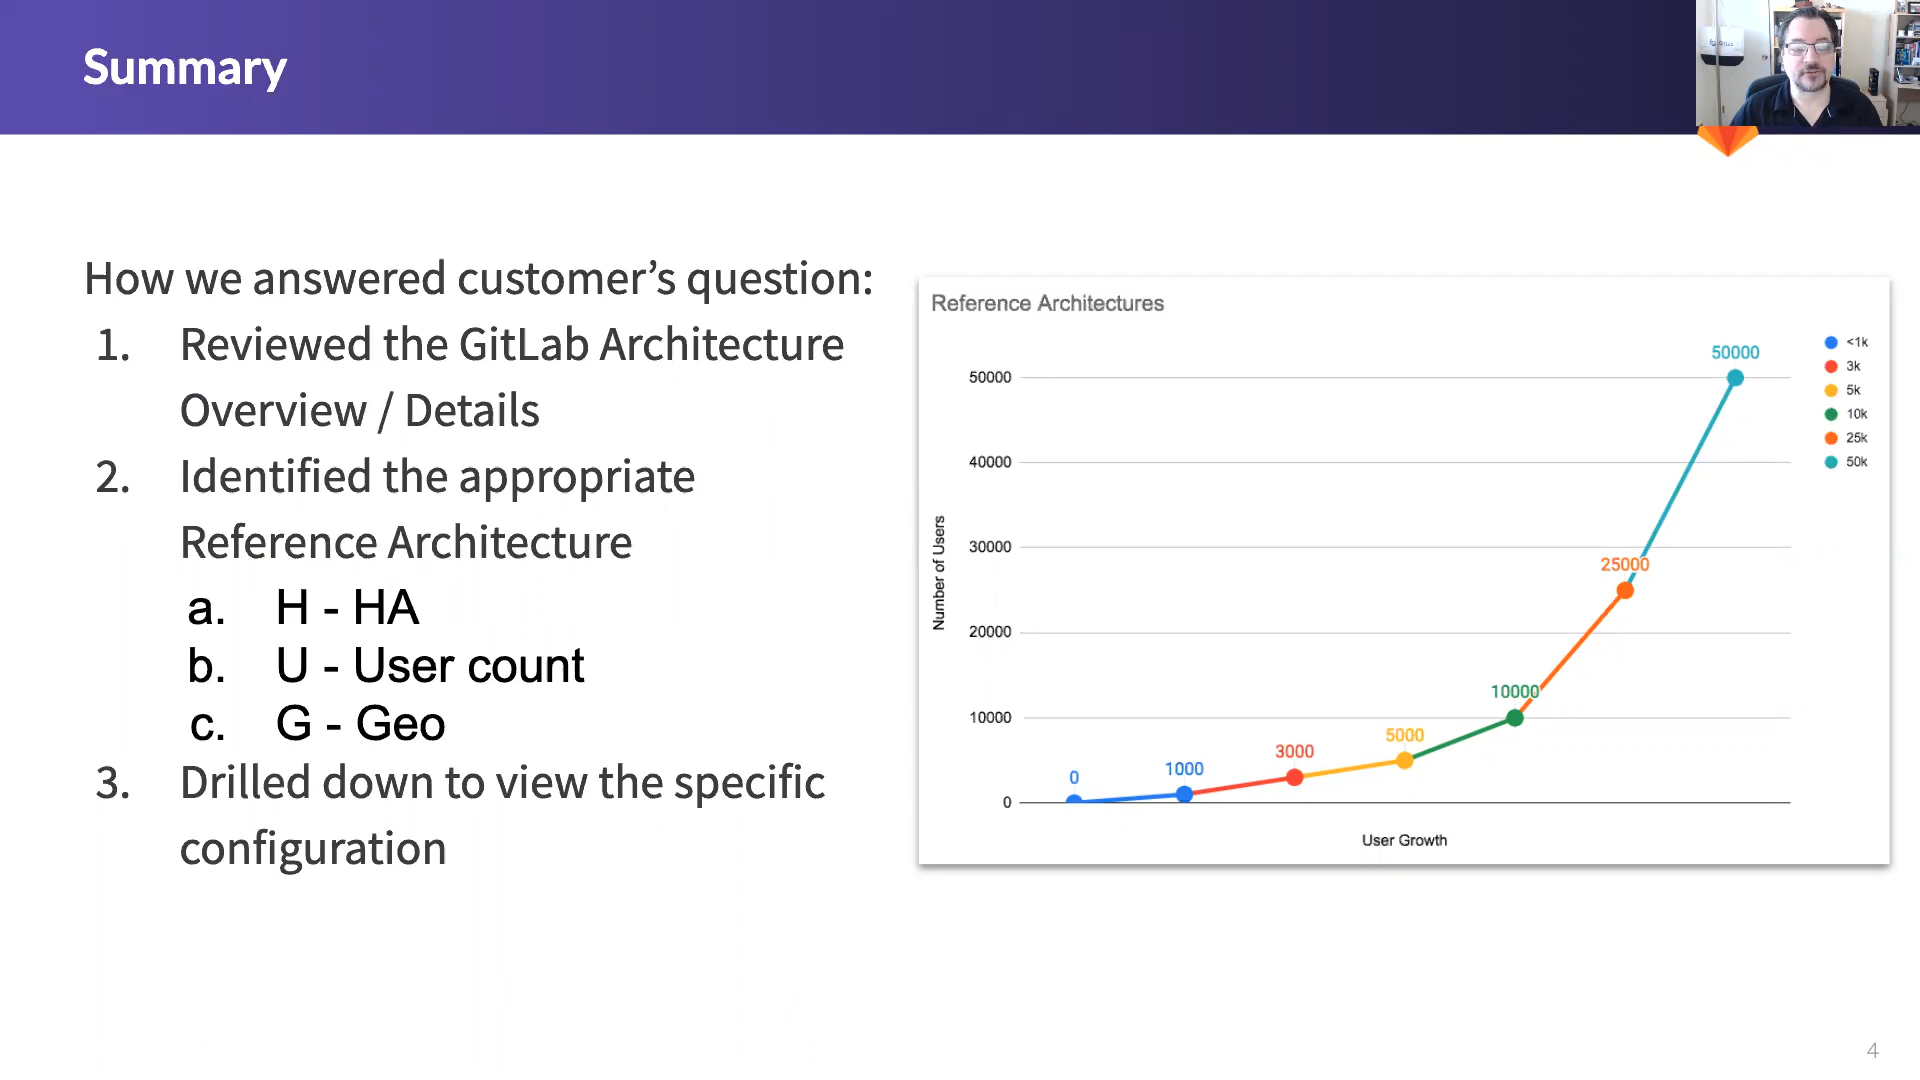 Summary
How we answered customer’s question:
1. Reviewed the GitLab Architecture
Overview / Details
2. Identified the appropriate
Reference Architecture
a. H - HA
b. U - User count
c. G - Geo
3. Drilled down to view the specific
configuration
Reference Architectures
50000
40000
30000
20000
10000
0
Number of Users
0
1000
3000
5000
10000
25000
50000
User Growth
<1k
3k
5k
10k
25k
50k
4